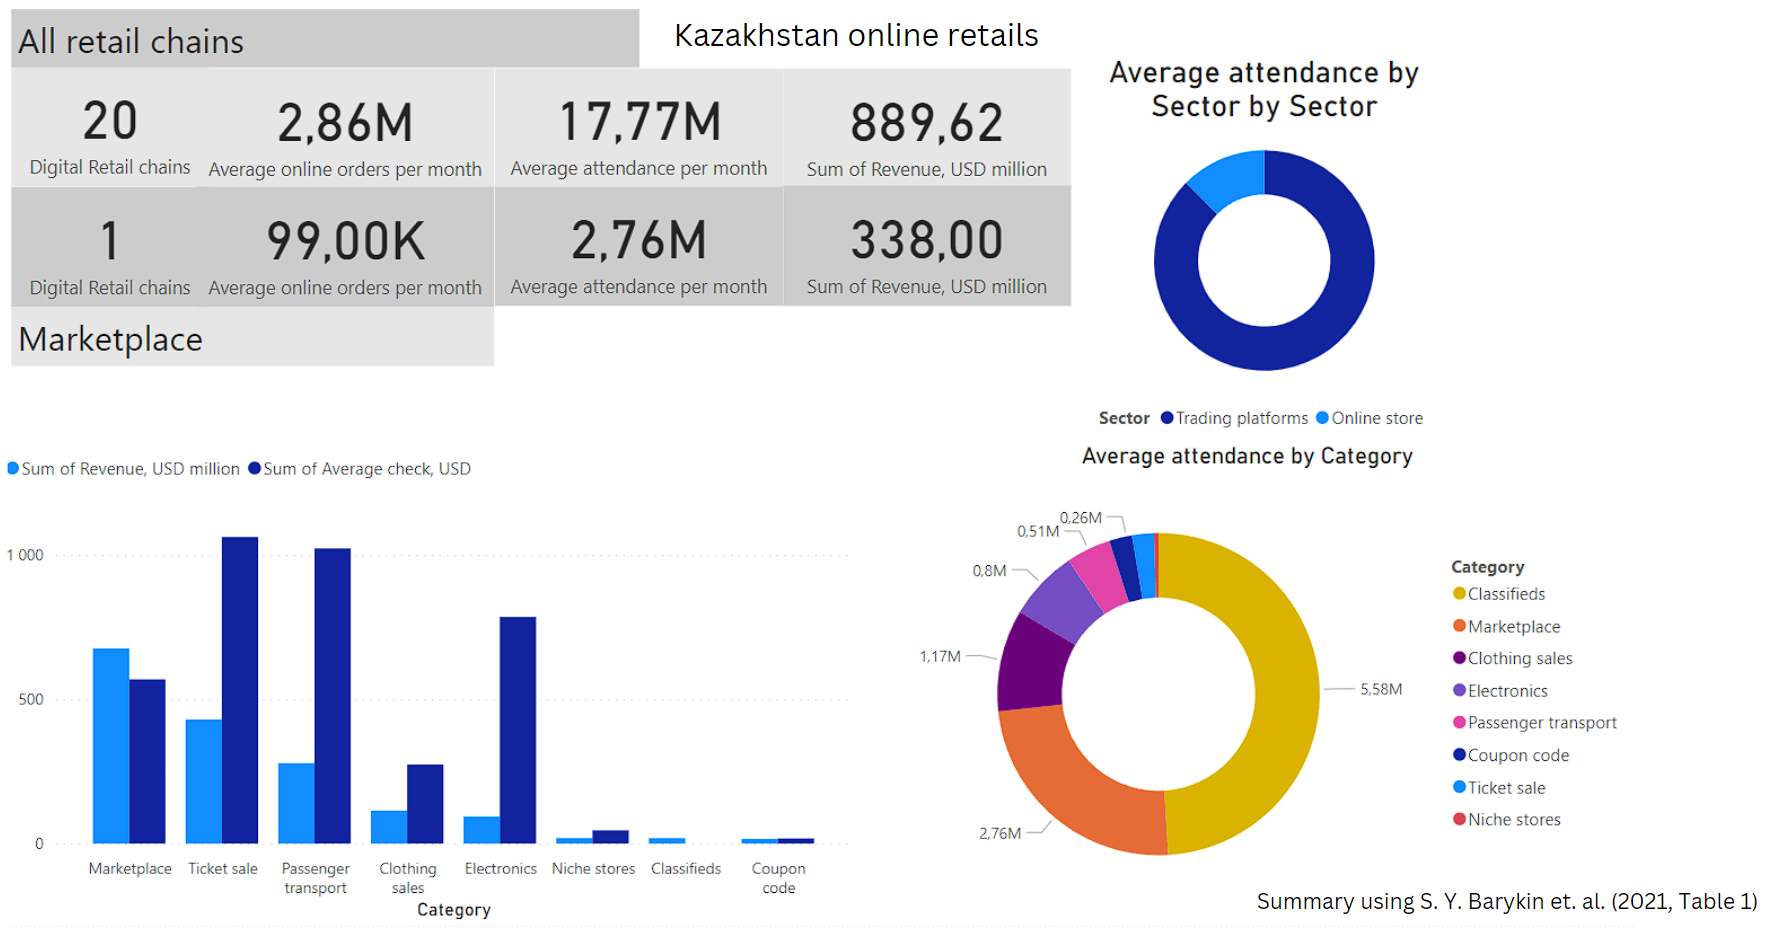 All retail chains
Kazakhstan online retails
20
Digital Retail chains
2,86M
Average online orders per month
17,77M
Average attendance per month
889,62
Sum of Revenue, USD million
1
Digital Retail chains
99,00K
Average online orders per month
2,76M
Average attendance per month
338,00
Sum of Revenue, USD million
Marketplace
Average attendance by
Sector by Sector
Sector Trading platforms Online store
Sum of Revenue, USD million Sum of Average check, USD
1 000
500
0
Marketplace
Ticket sale
Passenger
transport
Clothing
sales
Electronics
Niche stores
Classifieds
Coupon
code
Category
Average attendance by Category
0,26M
0,51M
0,8M
1,17M
2,76M
5,58M
Category
Classifieds
Marketplace
Clothing sales
Electronics
Passenger transport
Coupon code
Ticket sale
Niche stores
Summary using S. Y. Barykin et. al. (2021, Table 1)